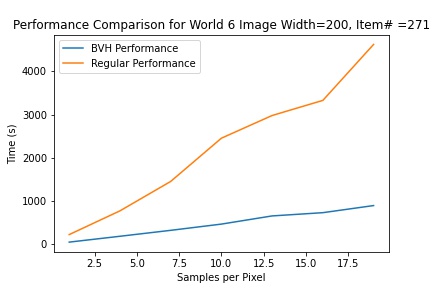 Performance Comparison for World 6 Image Width=200, Item# =271
BVH Performance
Regular Performance
Time (s)
4000
3000
2000
1000
0
2.5 5.0 7.5 10.0 12.5 15.0 17.5
Samples per Pixel